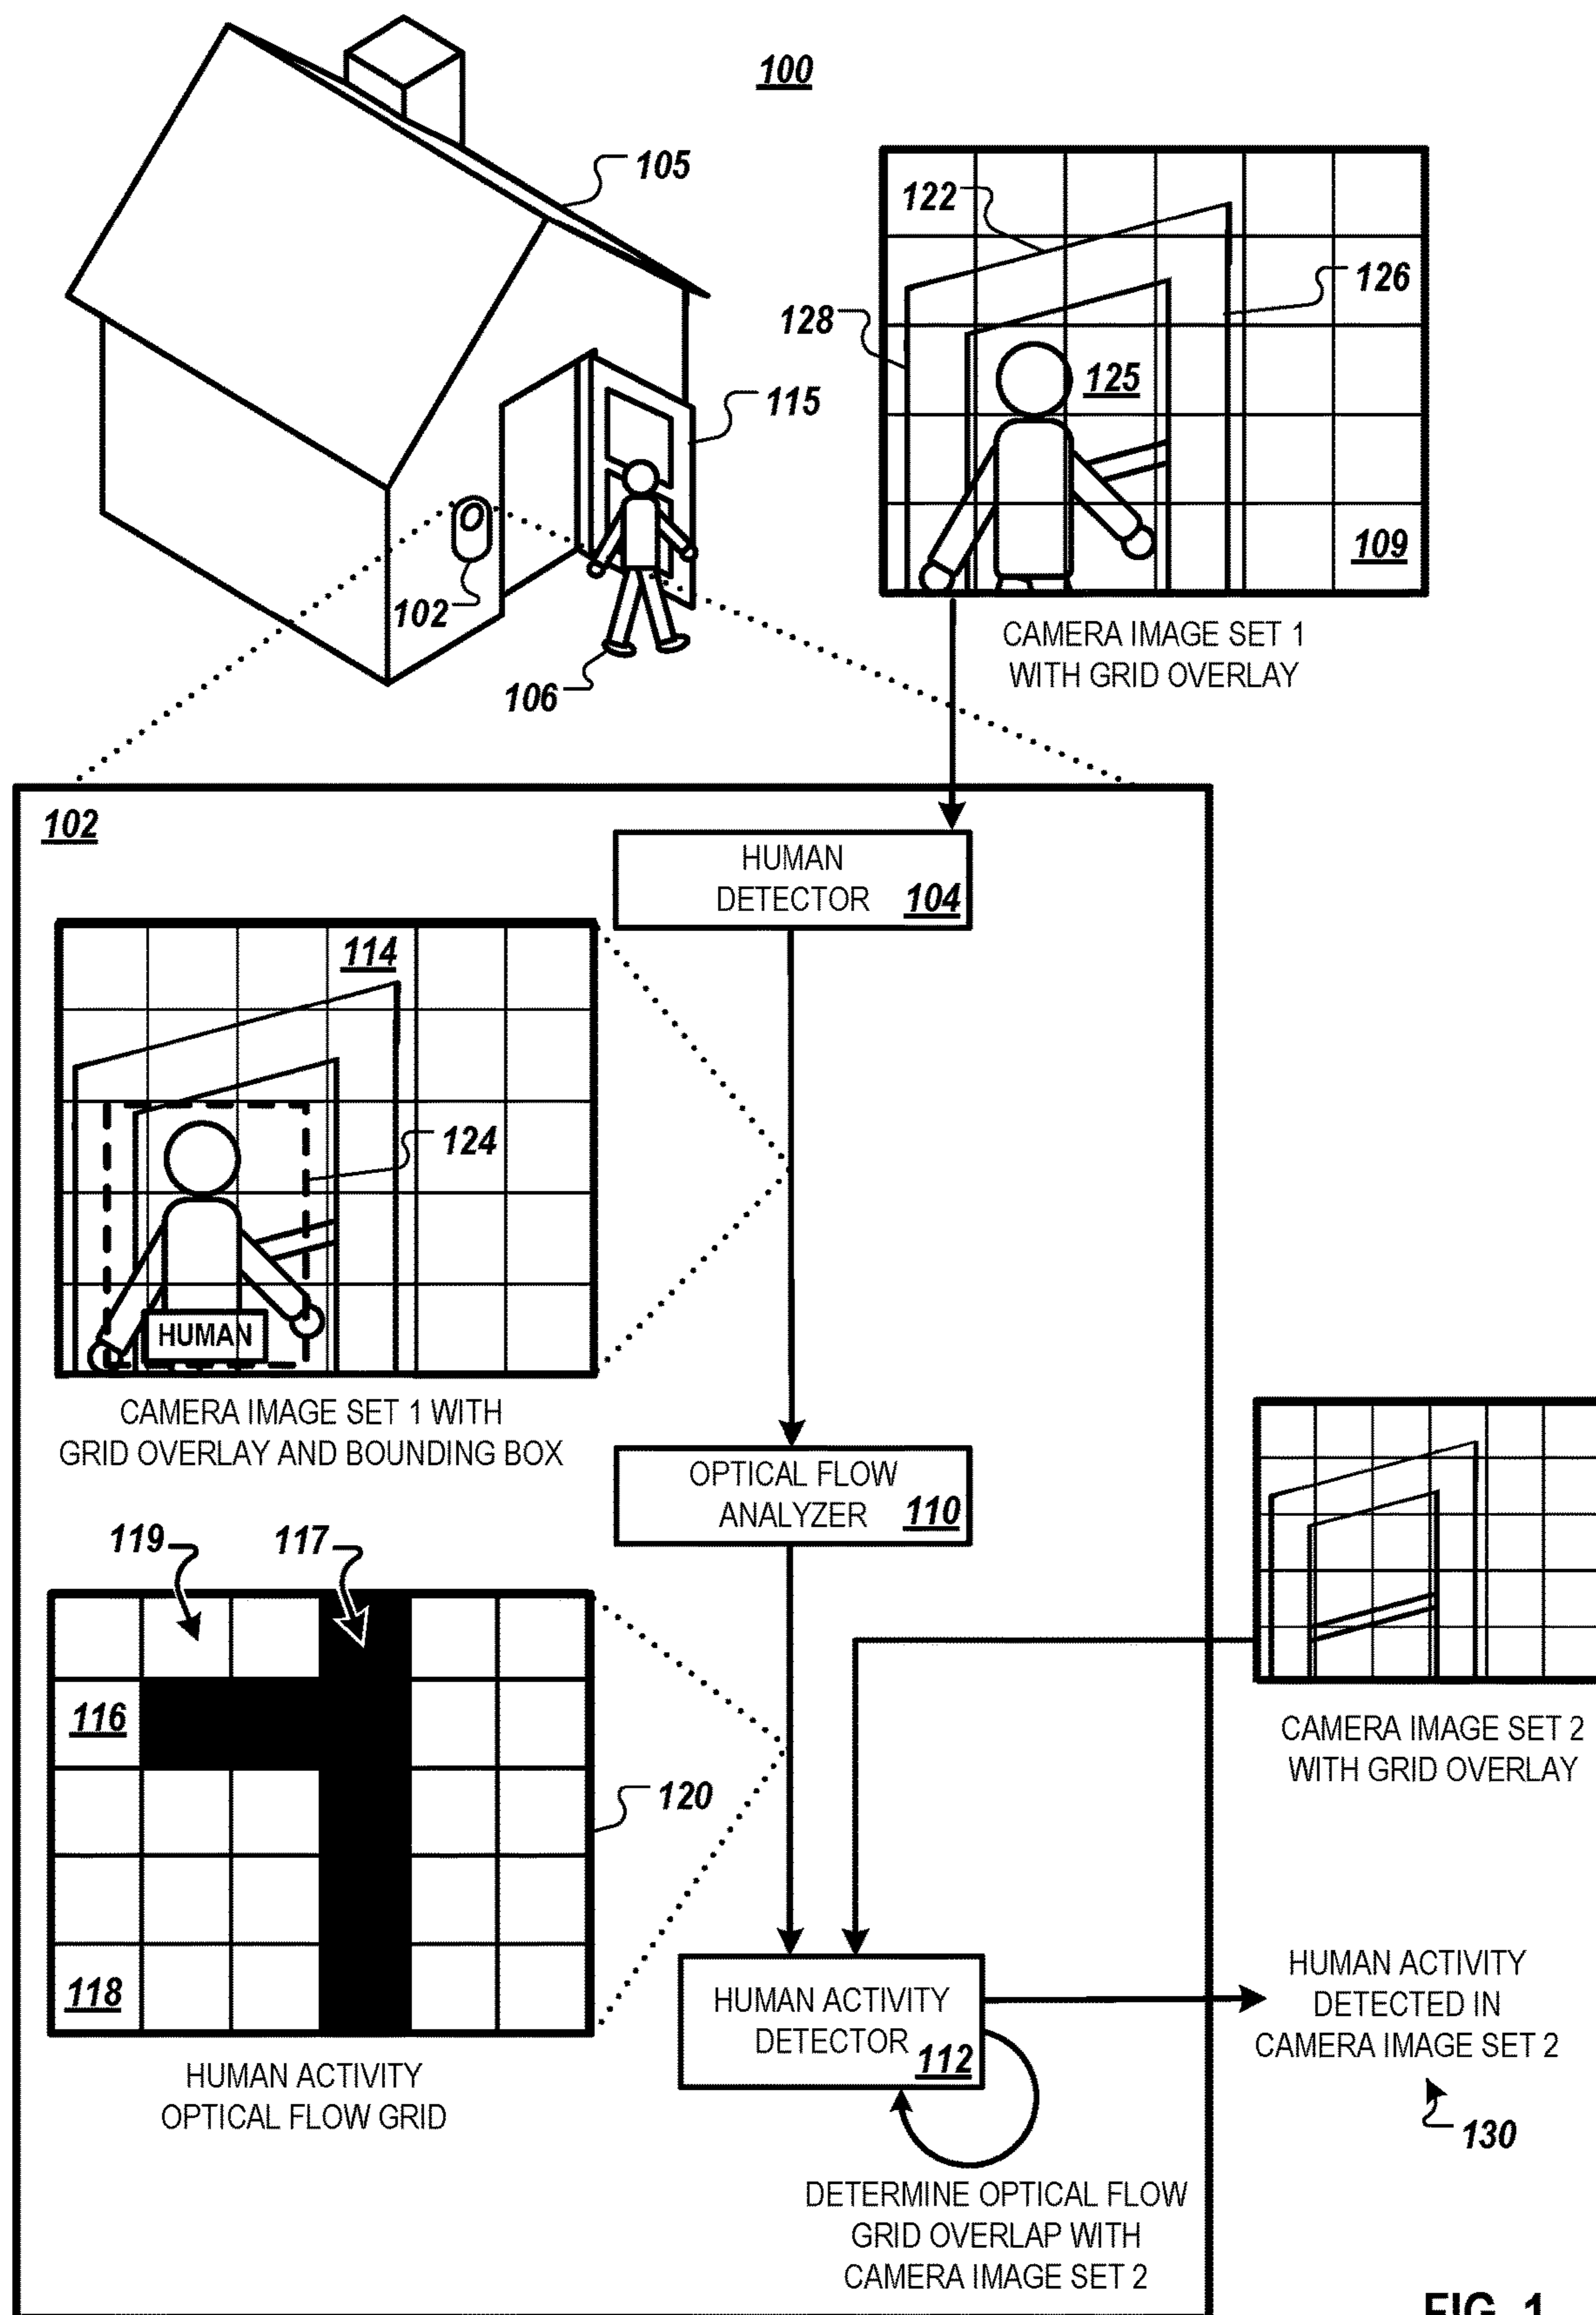 100
105
122
126
128
125
115
109
102
106
CAMERA IMAGE SET 1
WITH GRID OVERLAY
102
HUMAN
DETECTOR 104
114
124
HUMAN
CAMERA IMAGE SET 1 WITH
GRID OVERLAY AND BOUNDING BOX
OPTICAL FLOW
ANALYZER 110
119 117
116
120
118
CAMERA IMAGE SET 2
WITH GRID OVERLAY
HUMAN ACTIVITY
OPTICAL FLOW GRID
HUMAN ACTIVITY
DETECTOR 112
HUMAN ACTIVITY
DETECTED IN
CAMERA IMAGE SET 2
130
DETERMINE OPTICAL FLOW
GRID OVERLAP WITH
CAMERA IMAGE SET 2
FIG. 1